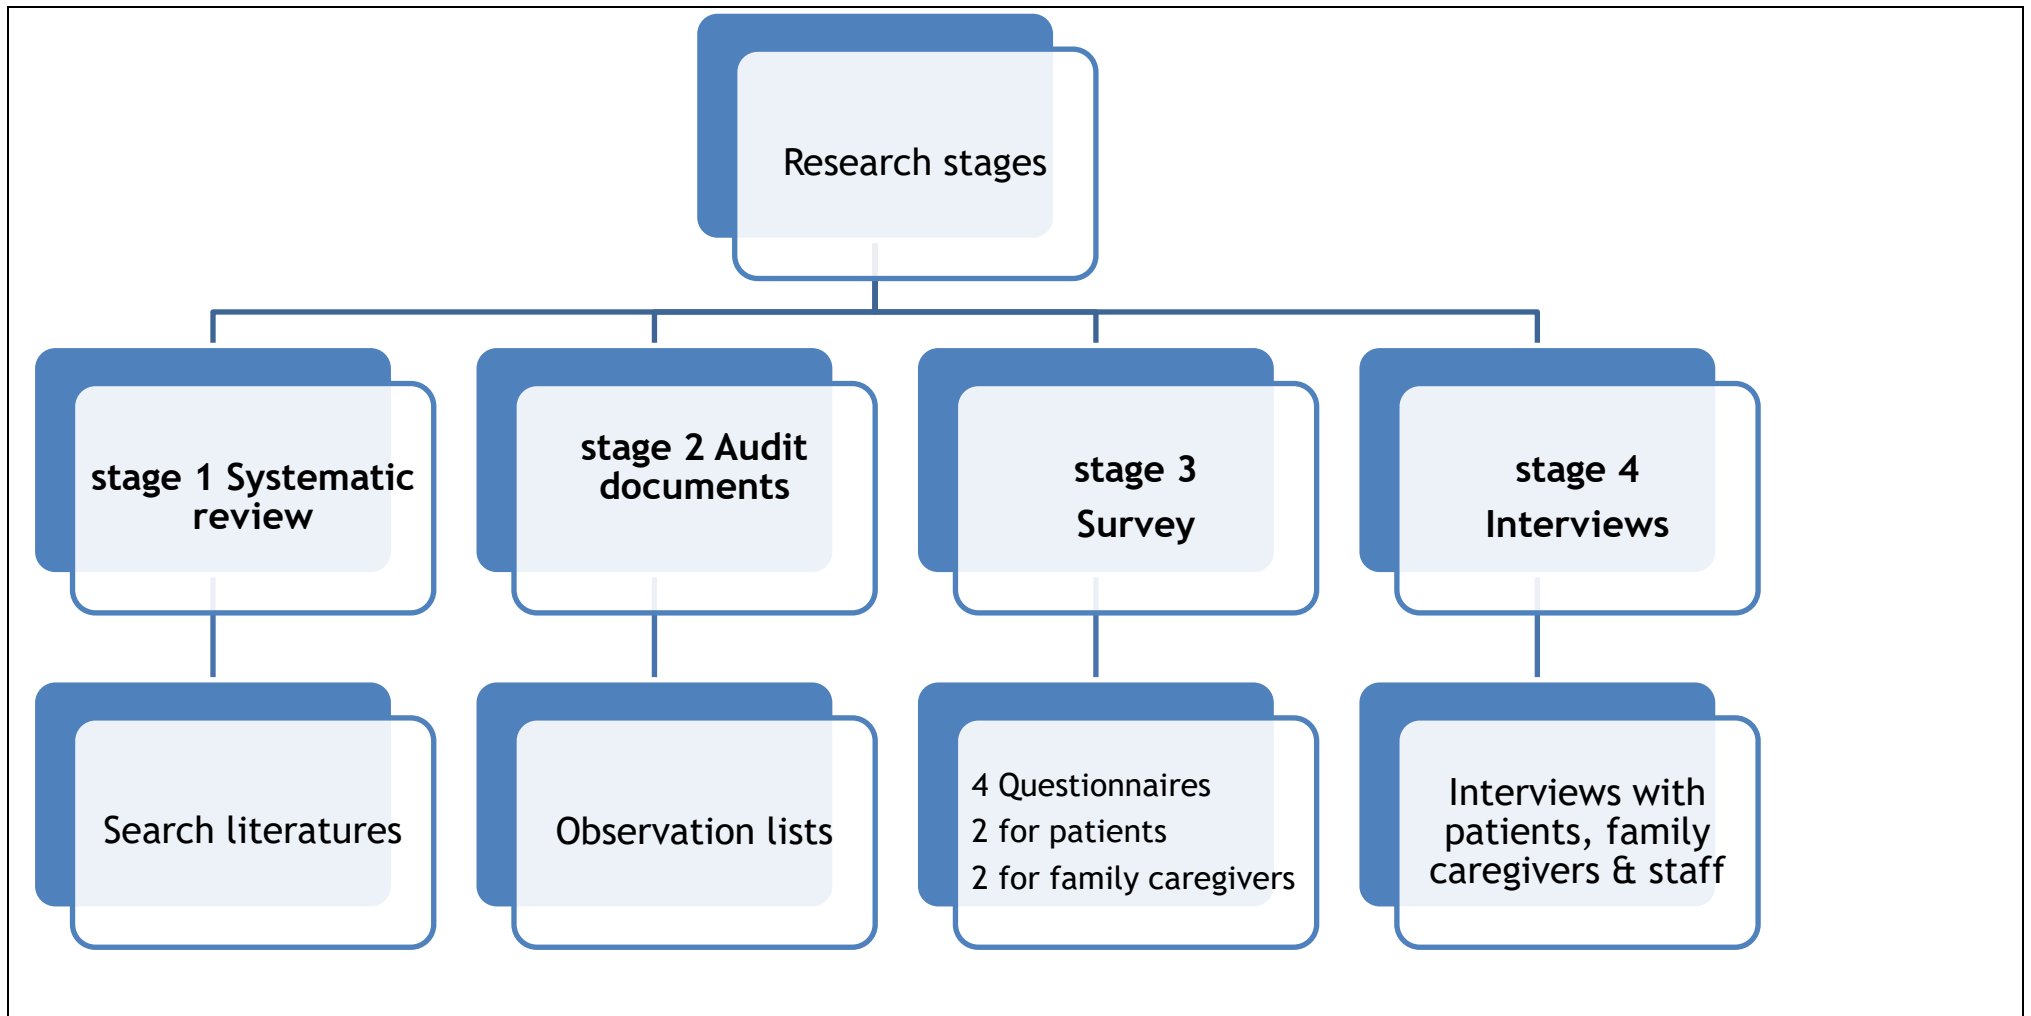 Research stages
stage 1 Systematic
review
stage 2 Audit
documents
stage 3
Survey
stage 4
Interviews
Search literatures
Observation lists
4 Questionnaires
2 for patients
2 for family caregivers
Interviews with
patients, family
caregivers & staff